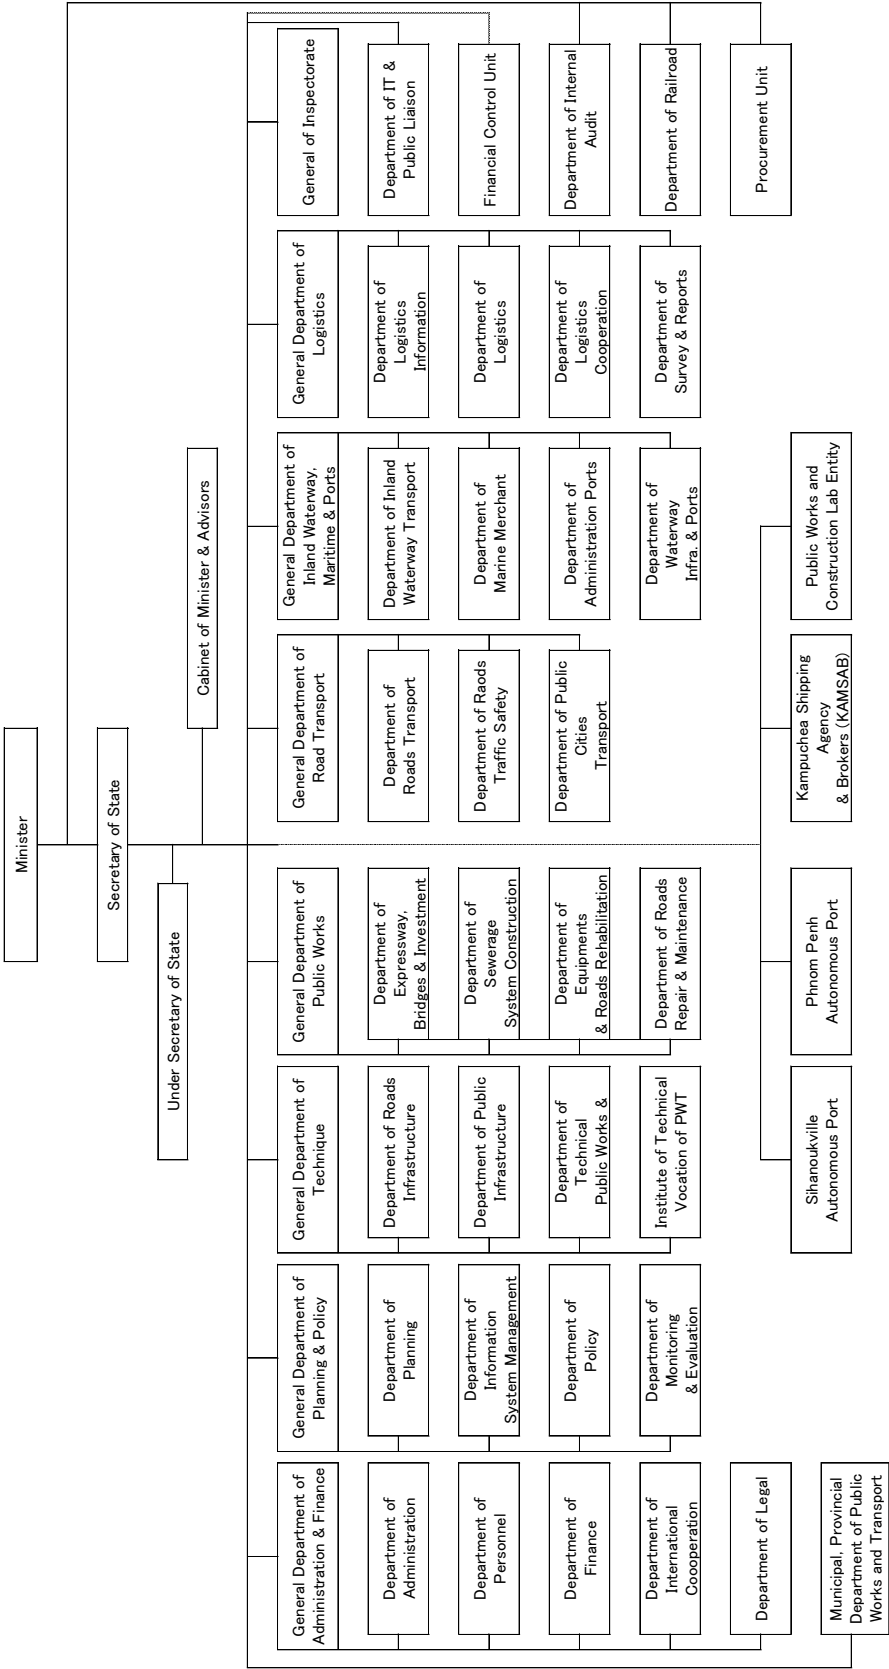 Minister
Secretary of State
Under Secretary of State
Cabinet of Minister & Advisors
General Department of
Administration & Finance
Department of
Administration
Department of
Personnel
Department of
Finance
Department of
International
Coooperation
Department of Legal
Municipal, Provincial
Department of Public
Works and Transport
General Department of
Planning & Policy
Department of
Planning
Department of
Information
System Management
Department of
Policy
Department of
Monitoring
& Evaluation
General Department of
Technique
Department of Roads
Infrastructure
Department of Public
Infrastructure
Department of
Technical
Public Works &
Institute of Technical
Vocation of PWT
General Department of
Public Works
Department of
Expressway,
Bridges & Investment
Department of
Sewerage
System Construction
Department of
Equipments
& Roads Rehabilitation
Department of Roads
Repair & Maintenance
General Department of
Road Transport
Department of
Roads Transport
Department of Raods
Traffic Safety
Department of Public
Cities
Transport
General Department of
Inland Waterway,
Maritime & Ports
Department of Inland
Waterway Transport
Department of
Marine Merchant
Department of
Administration Ports
Department of
Waterway
Infra. & Ports
General Department of
Logistics
Department of
Logistics
Information
Department of
Logistics
Department of
Logistics
Cooperation
Department of
Survey & Reports
General of Inspectorate
Department of IT &
Public Liaison
Financial Control Unit
Department of Internal
Audit
Department of Railroad
Procurement Unit
Sihanoukville
Autonomous Port
Phnom Penh
Autonomous Port
Kampuchea Shipping
Agency
& Brokers (KAMSAB)
Public Works and
Construction Lab Entity